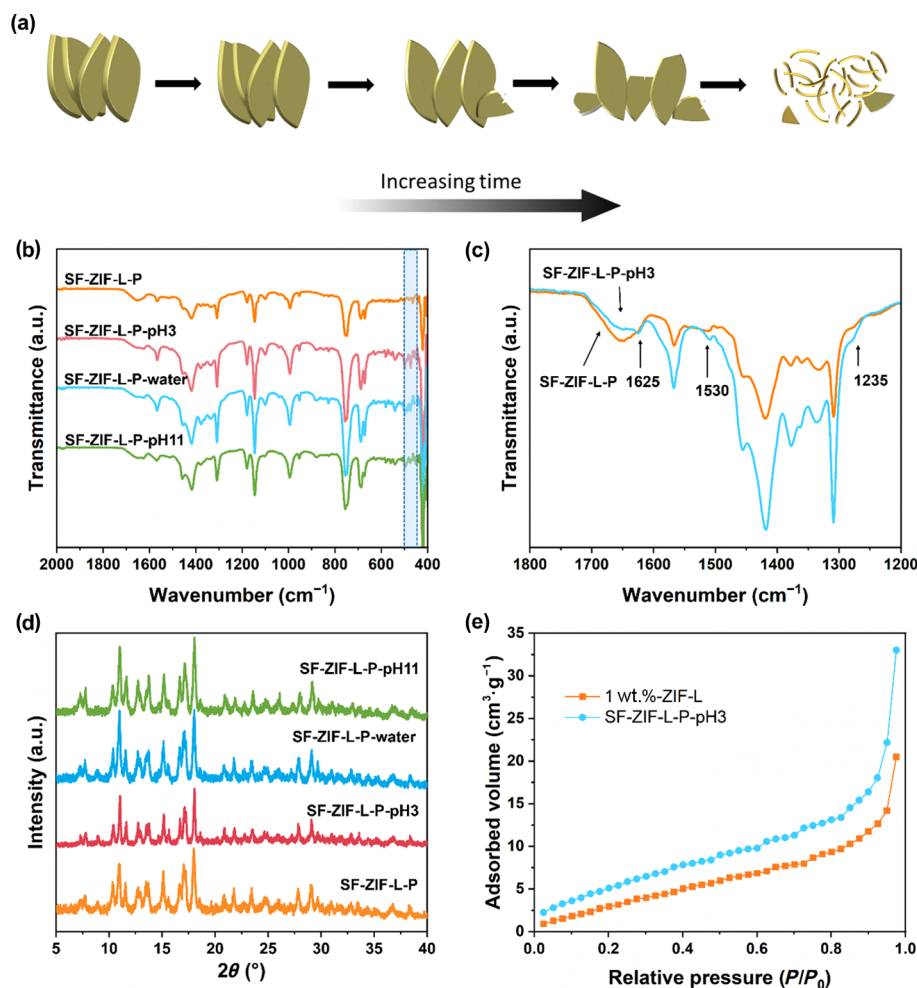 (a)
Increasing time
(b)
SF-ZIF-L-P
SF-ZIF-L-P-pH3
SF-ZIF-L-P-water
SF-ZIF-L-P-pH11
Transmittance (a.u.)
2000 1800 1600 1400 1200 1000 800 600 400
Wavenumber (cm⁻¹)
(c)
SF-ZIF-L-P-pH3
SF-ZIF-L-P
1625
1530
1235
Transmittance (a.u.)
1800 1700 1600 1500 1400 1300 1200
Wavenumber (cm⁻¹)
(d)
SF-ZIF-L-P-pH11
SF-ZIF-L-P-water
SF-ZIF-L-P-pH3
SF-ZIF-L-P
Intensity (a.u.)
5 10 15 20 25 30 35 40
2θ (°)
(e)
35
30
25
20
15
10
5
0
1 wt.%-ZIF-L
SF-ZIF-L-P-pH3
Adsorbed volume (cm³·g⁻¹)
0.0 0.2 0.4 0.6 0.8 1.0
Relative pressure (P/P₀)